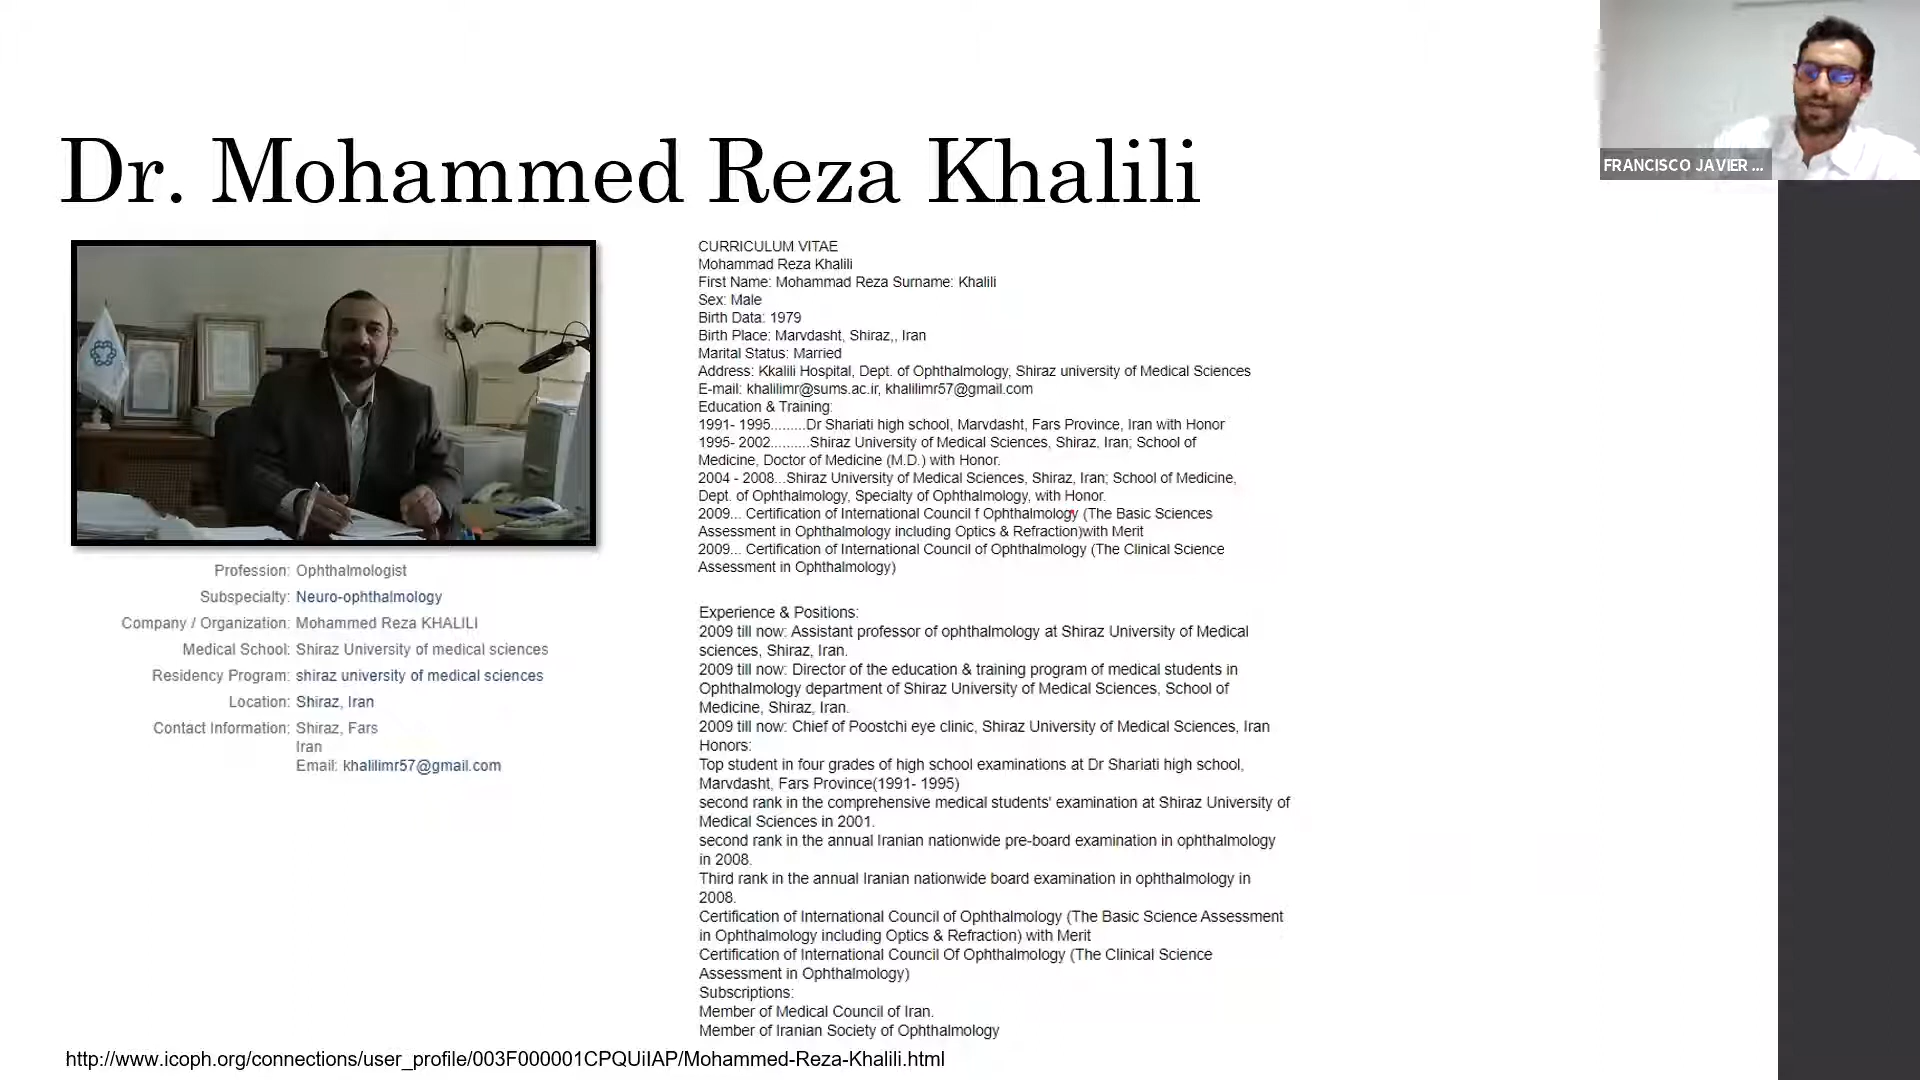 FRANCISCO JAVIER ...
Dr. Mohammed Reza Khalili
Profession: Ophthalmologist
Subspecialty: Neuro-ophthalmology
Company / Organization: Mohammed Reza KHALILI
Medical School: Shiraz University of medical sciences
Residency Program: shiraz university of medical sciences
Location: Shiraz, Iran
Contact Information: Shiraz, Fars
Iran
Email: khalilimr57@gmail.com
CURRICULUM VITAE
Mohammad Reza Khalili
First Name: Mohammad Reza Surname: Khalili
Sex: Male
Birth Data: 1979
Birth Place: Marvdasht, Shiraz,, Iran
Marital Status: Married
Address: Kkalili Hospital, Dept. of Ophthalmology, Shiraz university of Medical Sciences
E-mail: khalilimr@sums.ac.ir, khalilimr57@gmail.com
Education & Training:
1991- 1995.........Dr Shariati high school, Marvdasht, Fars Province, Iran with Honor
1995- 2002..........Shiraz University of Medical Sciences, Shiraz, Iran; School of
Medicine, Doctor of Medicine (M.D.) with Honor.
2004 - 2008...Shiraz University of Medical Sciences, Shiraz, Iran; School of Medicine,
Dept. of Ophthalmology, Specialty of Ophthalmology, with Honor.
2009... Certification of International Council f Ophthalmology (The Basic Sciences
Assessment in Ophthalmology including Optics & Refraction)with Merit
2009... Certification of International Council of Ophthalmology (The Clinical Science
Assessment in Ophthalmology)
Experience & Positions:
2009 till now: Assistant professor of ophthalmology at Shiraz University of Medical
sciences, Shiraz, Iran.
2009 till now: Director of the education & training program of medical students in
Ophthalmology department of Shiraz University of Medical Sciences, School of
Medicine, Shiraz, Iran.
2009 till now: Chief of Poostchi eye clinic, Shiraz University of Medical Sciences, Iran
Honors:
Top student in four grades of high school examinations at Dr Shariati high school,
Marvdasht, Fars Province(1991- 1995)
second rank in the comprehensive medical students' examination at Shiraz University of
Medical Sciences in 2001.
second rank in the annual Iranian nationwide pre-board examination in ophthalmology
in 2008.
Third rank in the annual Iranian nationwide board examination in ophthalmology in
2008.
Certification of International Council of Ophthalmology (The Basic Science Assessment
in Ophthalmology including Optics & Refraction) with Merit
Certification of International Council Of Ophthalmology (The Clinical Science
Assessment in Ophthalmology)
Subscriptions:
Member of Medical Council of Iran.
Member of Iranian Society of Ophthalmology
http://www.icoph.org/connections/user_profile/003F000001CPQUiIAP/Mohammed-Reza-Khalili.html